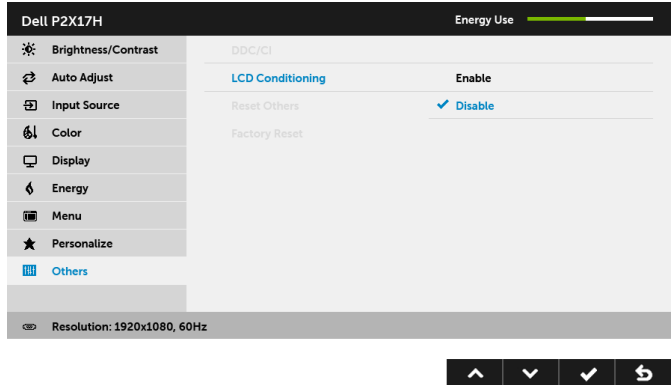 Dell P2X17H
Energy Use
Brightness/Contrast
DDC/CI
Auto Adjust
LCD Conditioning
Enable
Input Source
Reset Others
Disable
Color
Factory Reset
Display
Energy
Menu
Personalize
Others
Resolution: 1920x1080, 60Hz